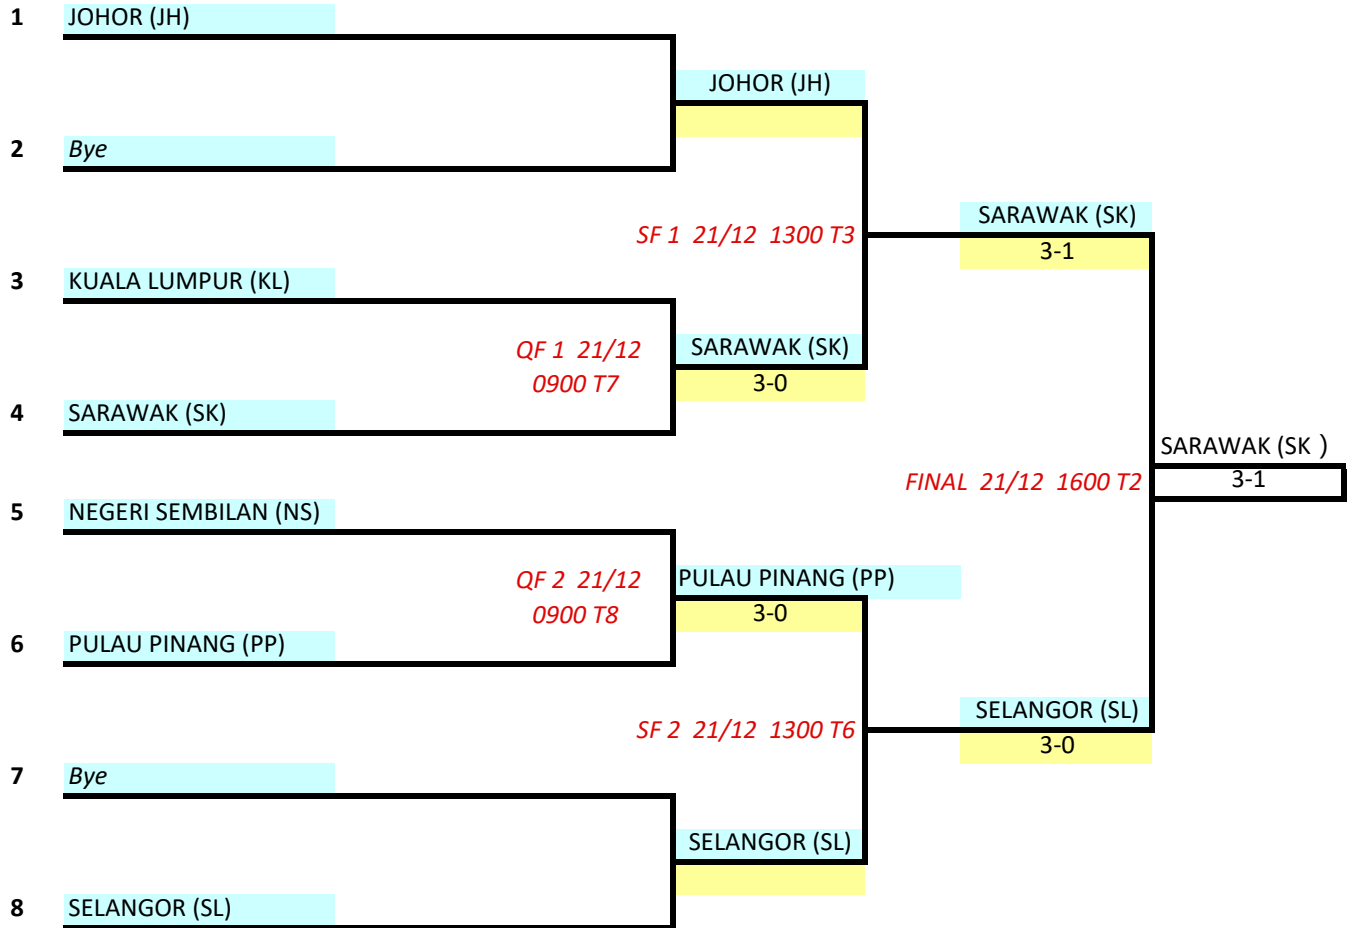 1 JOHOR (JH)
JOHOR (JH)
2 Bye
SARAWAK (SK)
SF 1 21/12 1300 T3
3-1
3 KUALA LUMPUR (KL)
QF 1 21/12
0900 T7
SARAWAK (SK)
3-0
4 SARAWAK (SK)
SARAWAK (SK )
3-1
FINAL 21/12 1600 T2
5 NEGERI SEMBILAN (NS)
QF 2 21/12
0900 T8
PULAU PINANG (PP)
3-0
6 PULAU PINANG (PP)
SELANGOR (SL)
SF 2 21/12 1300 T6
3-0
7 Bye
SELANGOR (SL)
8 SELANGOR (SL)